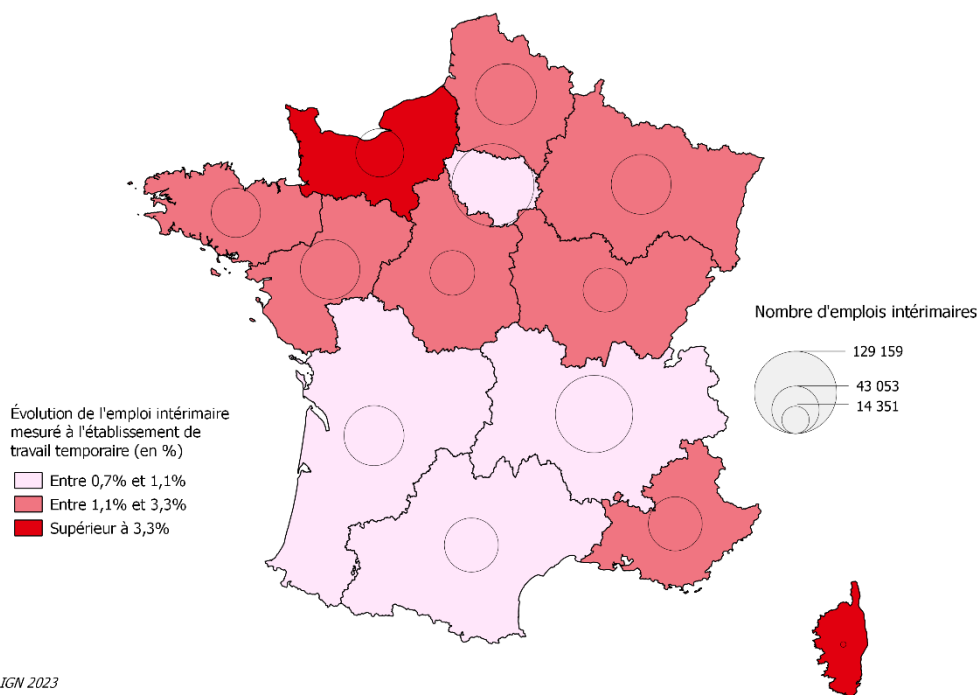 Nombre d'emplois intérimaires
129 159
43 053
14 351
Évolution de l'emploi intérimaire
mesuré à l'établissement de
travail temporaire (en %)
Entre 0,7% et 1,1%
Entre 1,1% et 3,3%
Supérieur à 3,3%
IGN 2023